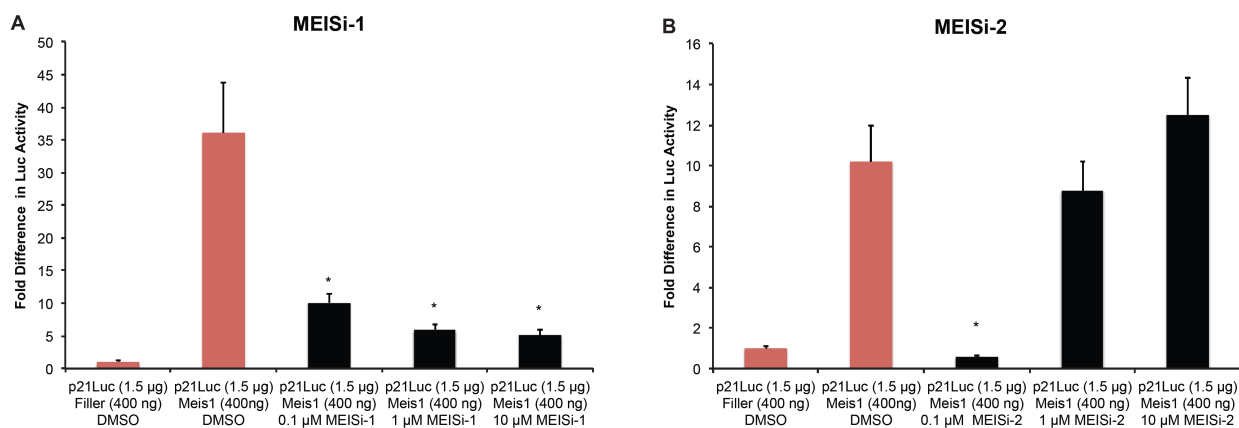 A
MEISi-1
Fold Difference in Luc Activity
50
45
40
35
30
25
20
15
10
5
0
*
*
*
p21Luc (1.5 µg)
Filler (400 ng)
DMSO
p21Luc (1.5 µg)
Meis1 (400ng)
DMSO
p21Luc (1.5 µg)
Meis1 (400 ng)
0.1 µM MEISi-1
p21Luc (1.5 µg)
Meis1 (400 ng)
1 µM MEISi-1
p21Luc (1.5 µg)
Meis1 (400 ng)
10 µM MEISi-1
B
MEISi-2
Fold Difference in Luc Activity
16
14
12
10
8
6
4
2
0
*
p21Luc (1.5 µg)
Filler (400 ng)
DMSO
p21Luc (1.5 µg)
Meis1 (400ng)
DMSO
p21Luc (1.5 µg)
Meis1 (400 ng)
0.1 µM MEISi-2
p21Luc (1.5 µg)
Meis1 (400 ng)
1 µM MEISi-2
p21Luc (1.5 µg)
Meis1 (400 ng)
10 µM MEISi-2